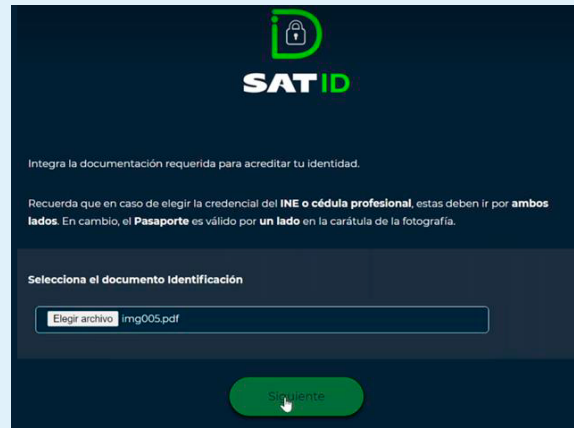 SAT ID
Integra la documentación requerida para acreditar tu identidad.
Recuerda que en caso de elegir la credencial del INE o cédula profesional, estas deben ir por ambos
lados. En cambio, el Pasaporte es válido por un lado en la carátula de la fotografía.
Selecciona el documento Identificación
Elegir archivo img005.pdf
Siguiente